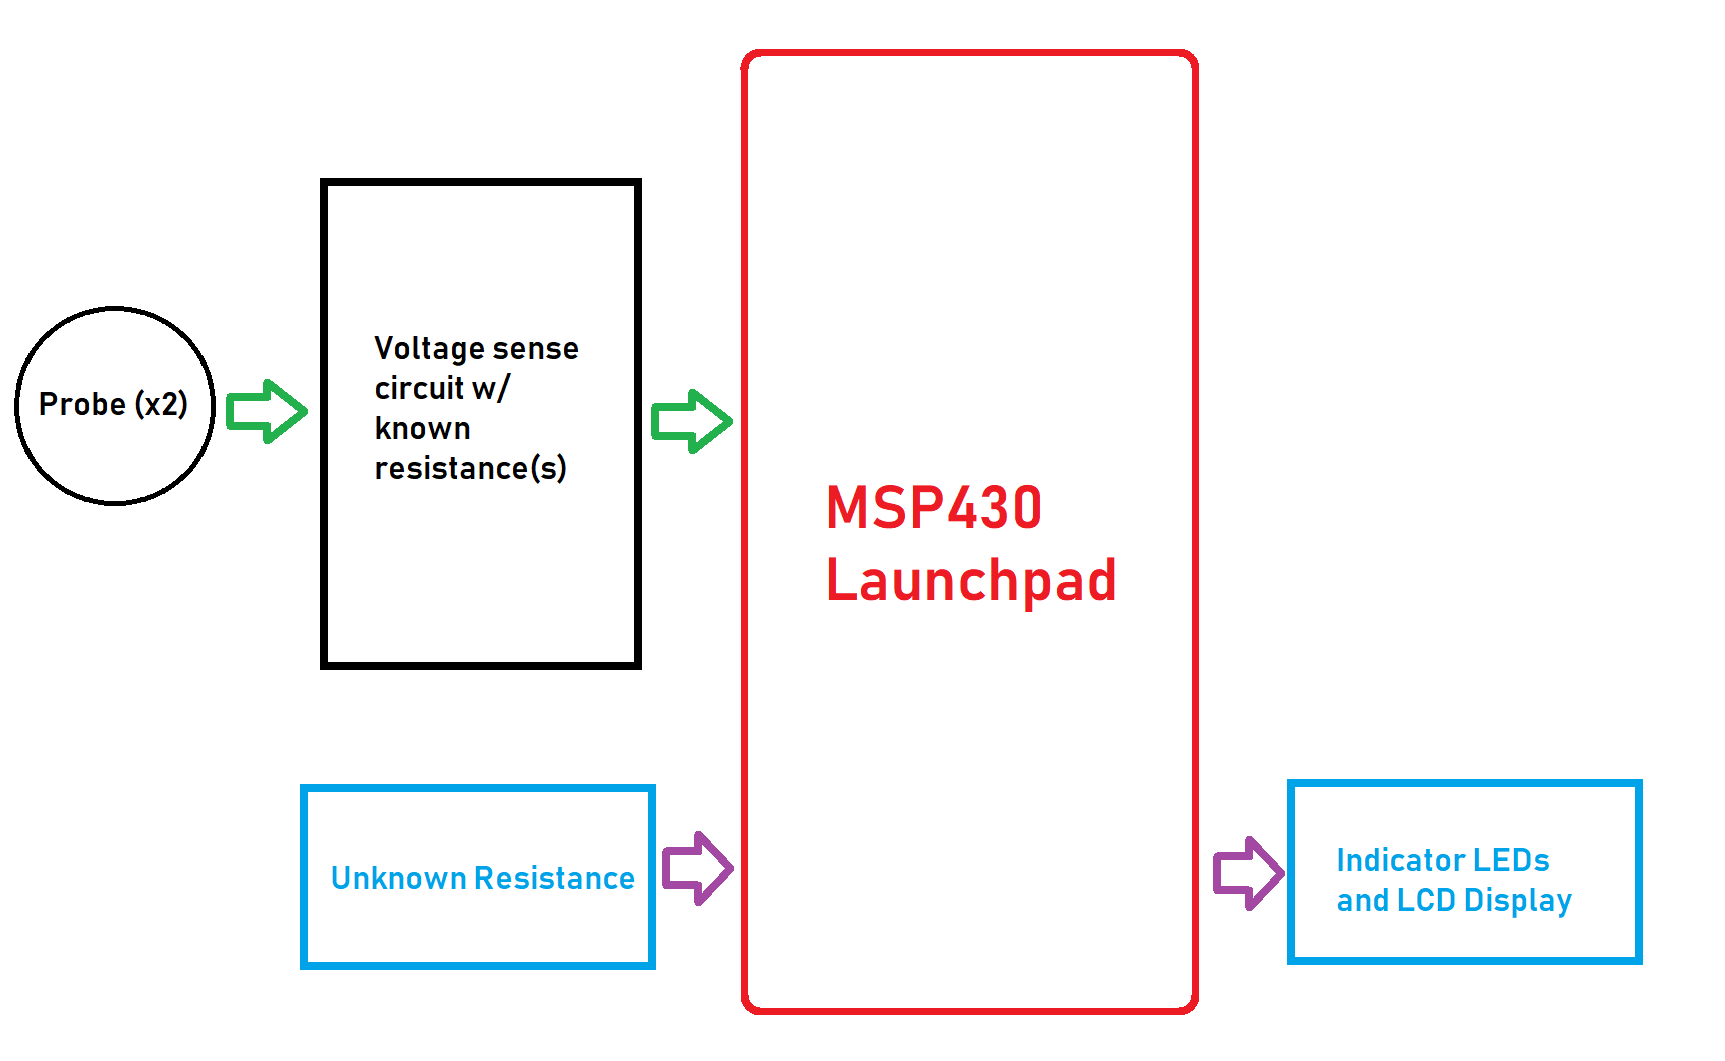 Probe (x2)
Voltage sense
circuit w/
known
resistance(s)
MSP430
Launchpad
Unknown Resistance
Indicator LEDs
and LCD Display